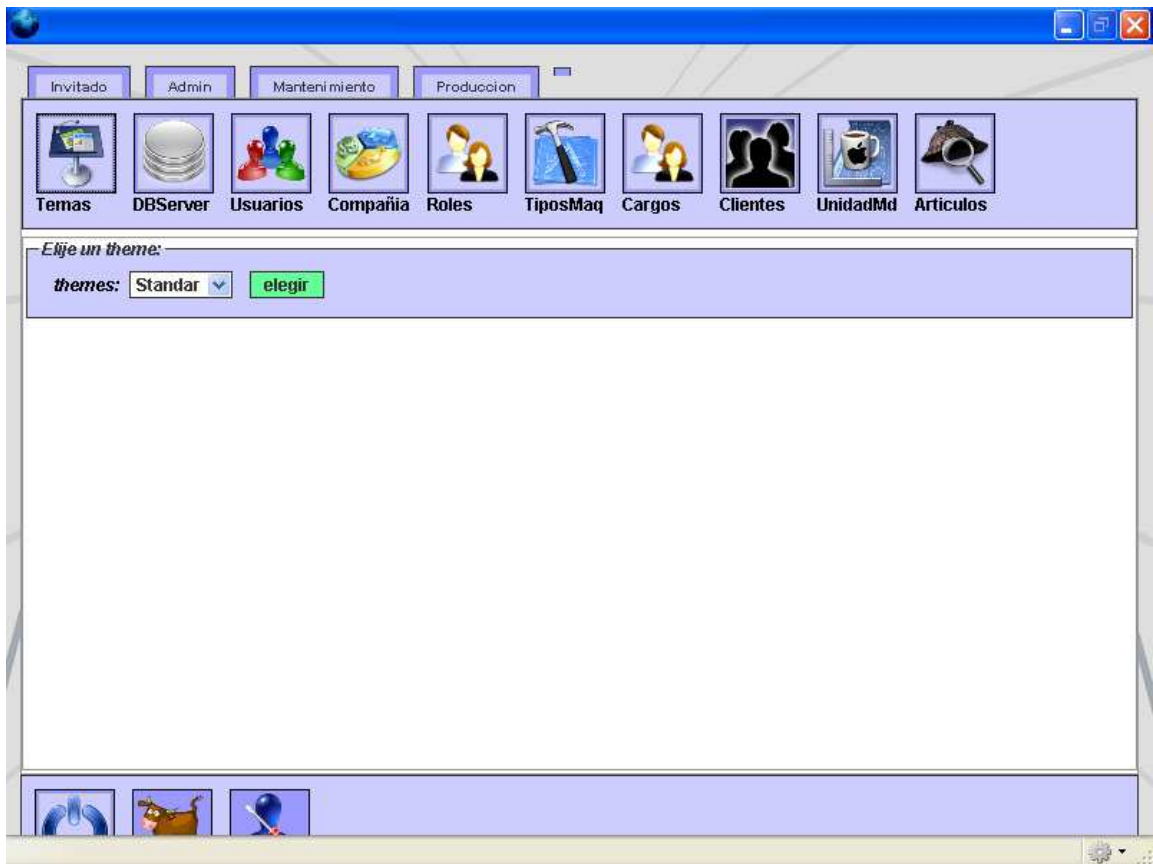 Invitado Admin Mantenimiento Produccion
Temas DBServer Usuarios Compañia Roles TiposMaq Cargos Clientes UnidadMd Articulos
Elije un theme:
themes: Standar elegir